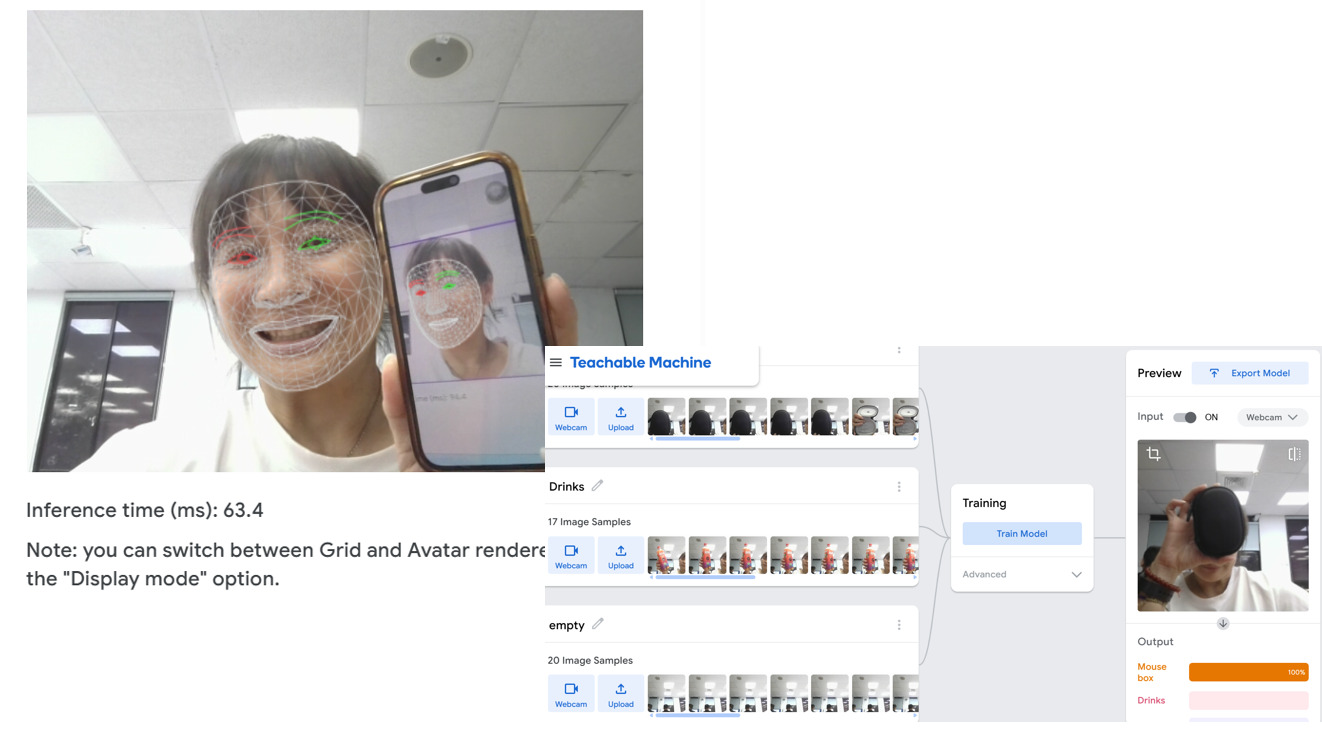 Inference time (ms): 63.4
Note: you can switch between Grid and Avatar rendere
the "Display mode" option.
Teachable Machine
20 Image Samples
Webcam
Upload
Drinks
17 Image Samples
Webcam
Upload
empty
20 Image Samples
Webcam
Upload
Training
Train Model
Advanced
Preview
Export Model
Input
ON
Webcam
Output
Mouse
box
100%
Drinks